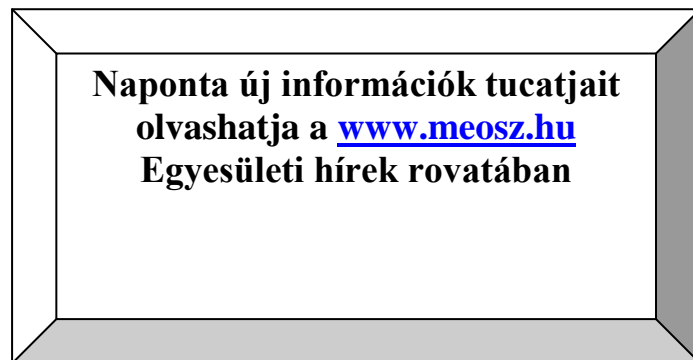 Naponta új információk tucatjait
olvashatja a www.meosz.hu
Egyesületi hírek rovatában